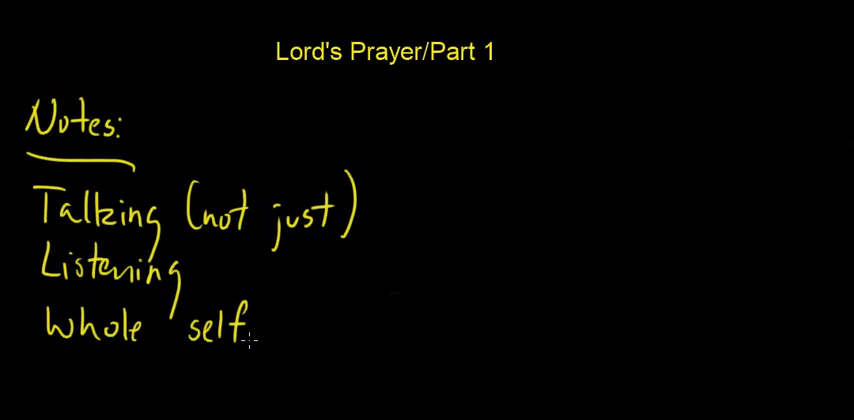 Lord's Prayer/Part 1
Notes:
Talking (not just)
Listening
Whole self